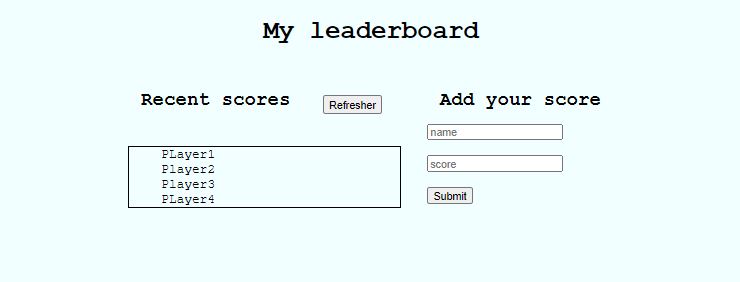 My leaderboard
Recent scores
Refresher
PLayer1
PLayer2
Player3
PLayer4
Add your score
name
score
Submit